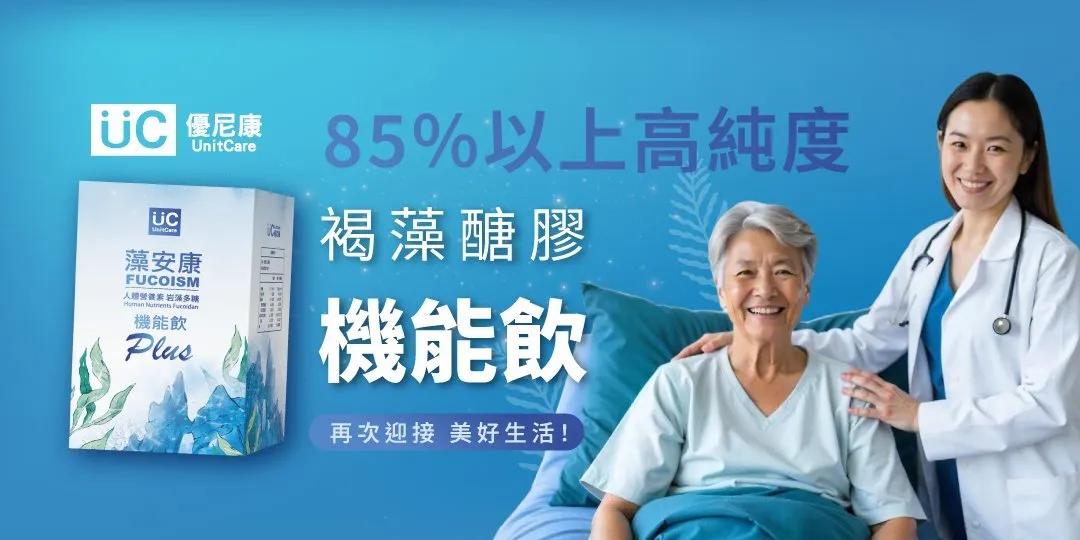 UC 優尼康
UnitCare
85%以上高純度
褐藻醣膠
機能飲
再次迎接 美好生活!
UC
UnitCare
藻安康
FUCOISM
人體營養素 岩藻多醣
Human Nutrients Fucoidan
機能飲
Plus